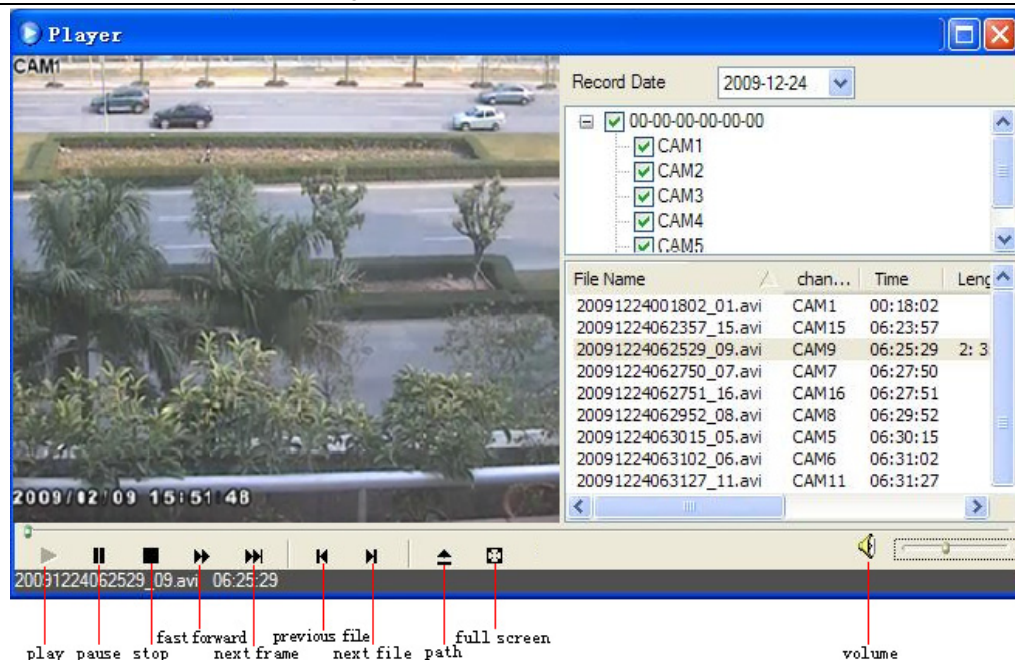 Player
CAM1
2009/02/09 15:51:48
Record Date 2009-12-24
00-00-00-00-00-00
CAM1
CAM2
CAM3
CAM4
CAM5
File Name chan... Time Leng
20091224001802_01.avi CAM1 00:18:02
20091224062357_15.avi CAM15 06:23:57
20091224062529_09.avi CAM9 06:25:29 2: 3
20091224062750_07.avi CAM7 06:27:50
20091224062751_16.avi CAM16 06:27:51
20091224062952_08.avi CAM8 06:29:52
20091224063015_05.avi CAM5 06:30:15
20091224063102_06.avi CAM6 06:31:02
20091224063127_11.avi CAM11 06:31:27
20091224062529_09.avi 06:25:29
fast forward previous file full screen
play pause stop next frame next file path volume